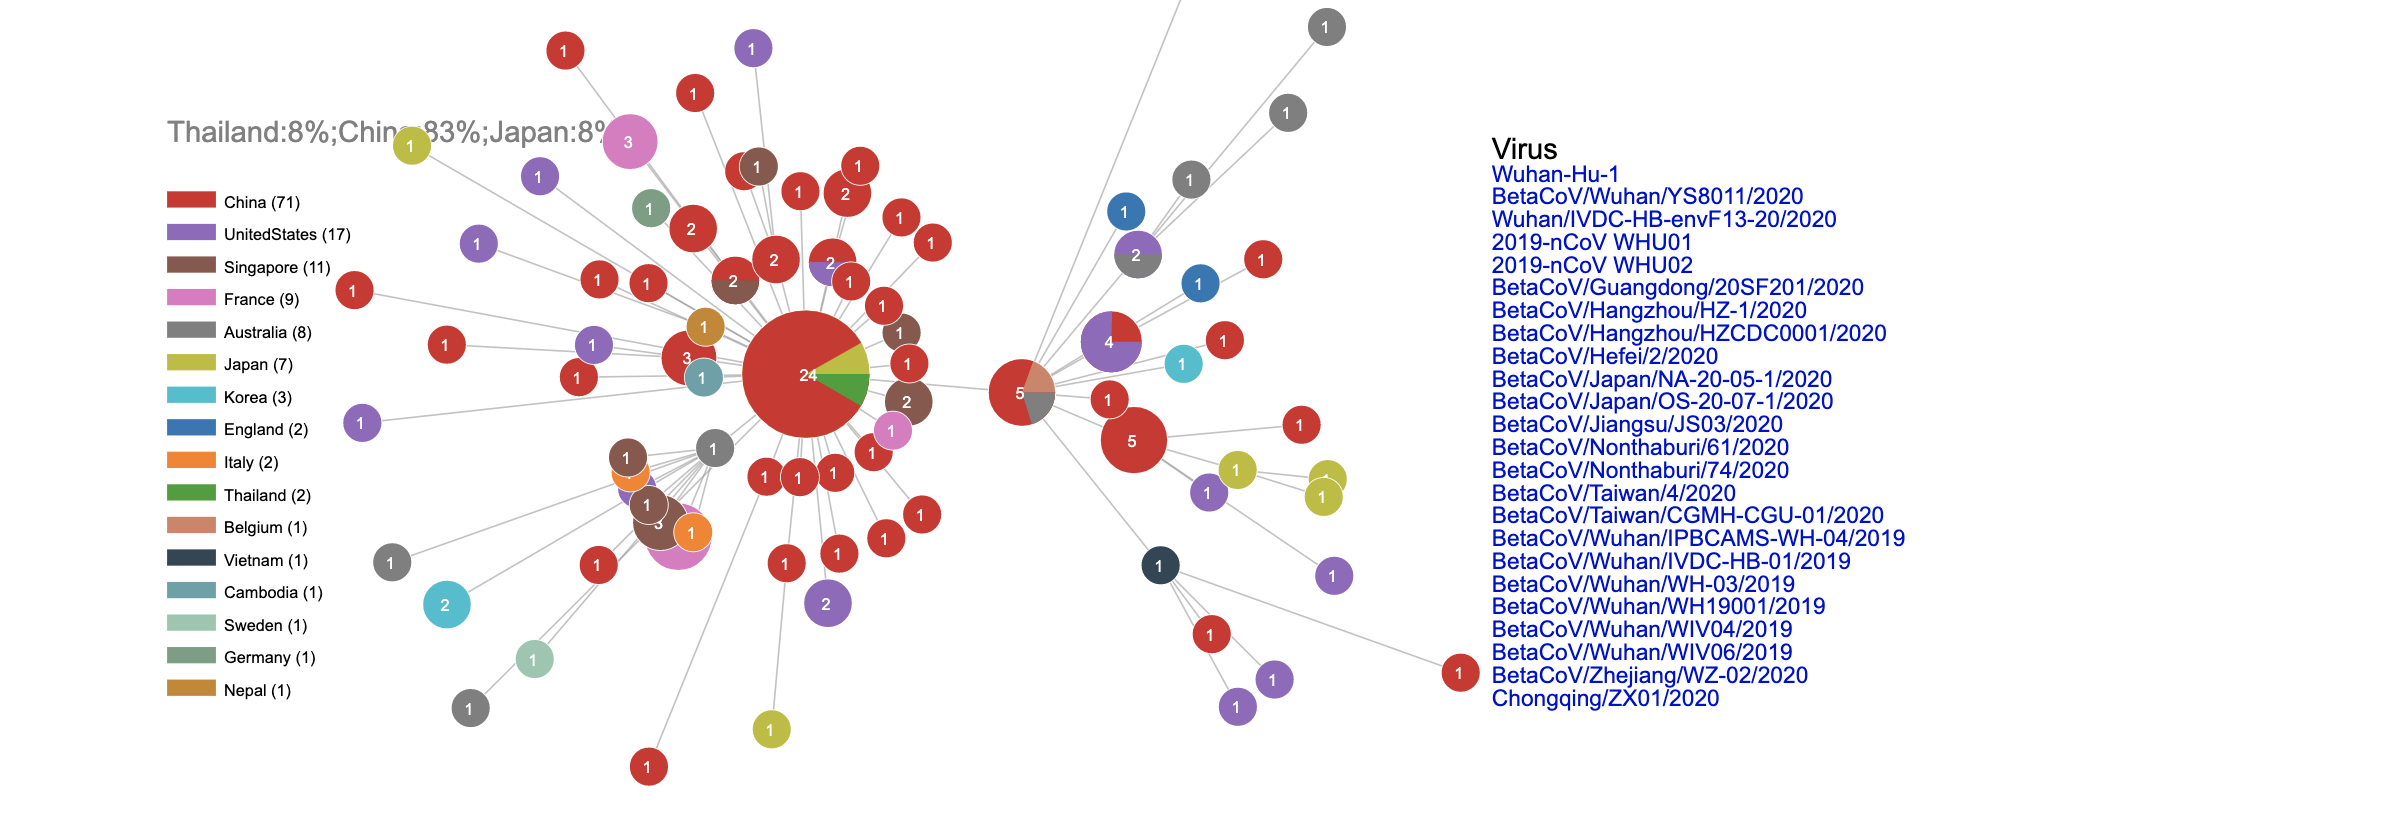 Thailand:8%;China:83%;Japan:8%
China (71)
UnitedStates (17)
Singapore (11)
France (9)
Australia (8)
Japan (7)
Korea (3)
England (2)
Italy (2)
Thailand (2)
Belgium (1)
Vietnam (1)
Cambodia (1)
Sweden (1)
Germany (1)
Nepal (1)
1
1
1
1
1
3
1
1
1
2
1
1
1
2
1
2
1
2
2
1
1
1
1
1
1
1
1
1
3
1
1
1
24
1
1
2
1
1
1
1
1
1
1
1
3
1
1
2
1
1
1
1
1
1
1
2
1
1
1
1
1
1
1
2
1
1
4
1
1
5
1
5
1
1
1
1
1
1
1
1
1
1
1
Virus
Wuhan-Hu-1
BetaCoV/Wuhan/YS8011/2020
Wuhan/IVDC-HB-envF13-20/2020
2019-nCoV WHU01
2019-nCoV WHU02
BetaCoV/Guangdong/20SF201/2020
BetaCoV/Hangzhou/HZ-1/2020
BetaCoV/Hangzhou/HZCDC0001/2020
BetaCoV/Hefei/2/2020
BetaCoV/Japan/NA-20-05-1/2020
BetaCoV/Japan/OS-20-07-1/2020
BetaCoV/Jiangsu/JS03/2020
BetaCoV/Nonthaburi/61/2020
BetaCoV/Nonthaburi/74/2020
BetaCoV/Taiwan/4/2020
BetaCoV/Taiwan/CGMH-CGU-01/2020
BetaCoV/Wuhan/IPBCAMS-WH-04/2019
BetaCoV/Wuhan/IVDC-HB-01/2019
BetaCoV/Wuhan/WH-03/2019
BetaCoV/Wuhan/WH19001/2019
BetaCoV/Wuhan/WIV04/2019
BetaCoV/Wuhan/WIV06/2019
BetaCoV/Zhejiang/WZ-02/2020
Chongqing/ZX01/2020